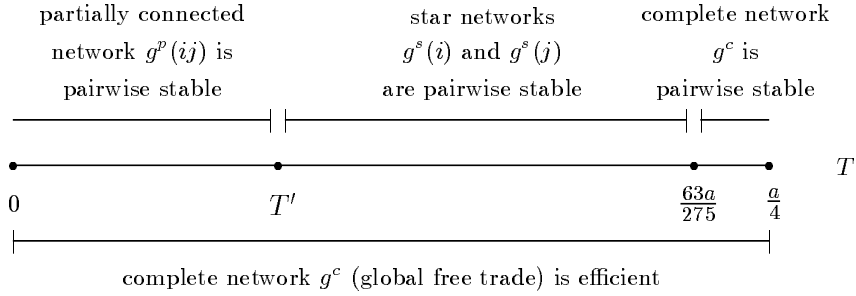 partially connected
network g^p(ij) is
pairwise stable
star networks
g^s(i) and g^s(j)
are pairwise stable
complete network
g^c is
pairwise stable
T
0
T′
63a/275
a/4
complete network g^c (global free trade) is efficient